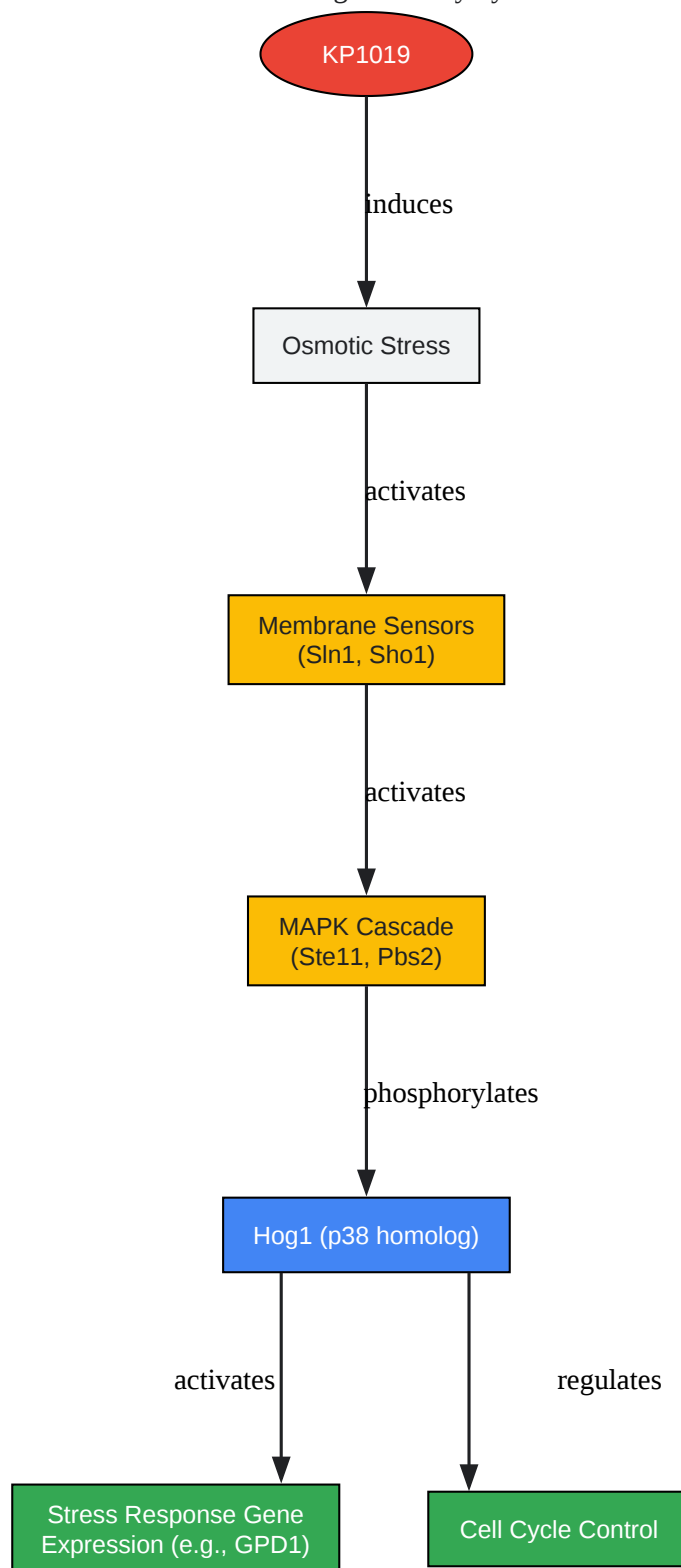 KP1019
induces
Osmotic Stress
activates
Membrane Sensors
(Sln1, Sho1)
activates
MAPK Cascade
(Ste11, Pbs2)
phosphorylates
Hog1 (p38 homolog)
activates
regulates
Stress Response Gene
Expression (e.g., GPD1)
Cell Cycle Control